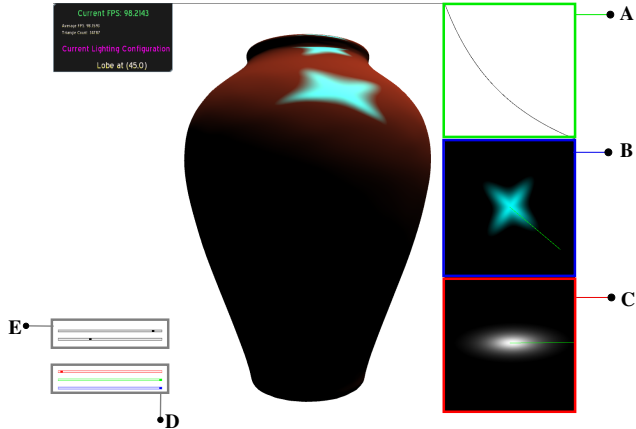 Current FPS: 98.2143
Current Lighting Configuration
Lobe at (45,0)
A
B
C
E
D